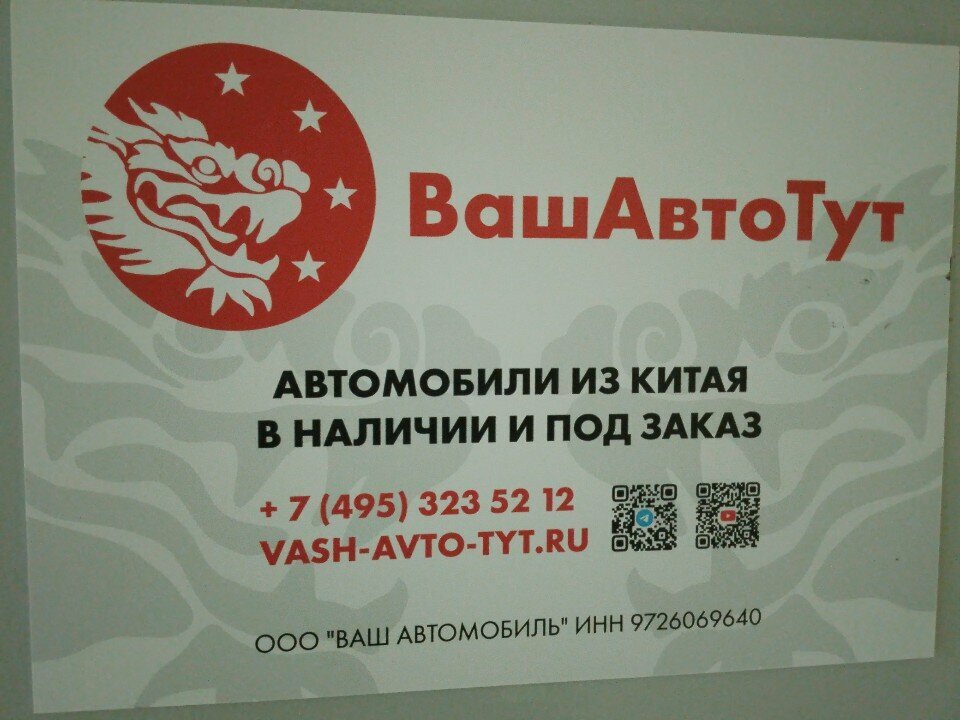 ВашАвтоТут
АВТОМОБИЛИ ИЗ КИТАЯ
В НАЛИЧИИ И ПОД ЗАКАЗ
+ 7 (495) 323 52 12
VASH-AVTO-TYT.RU
ООО "ВАШ АВТОМОБИЛЬ" ИНН 9726069640